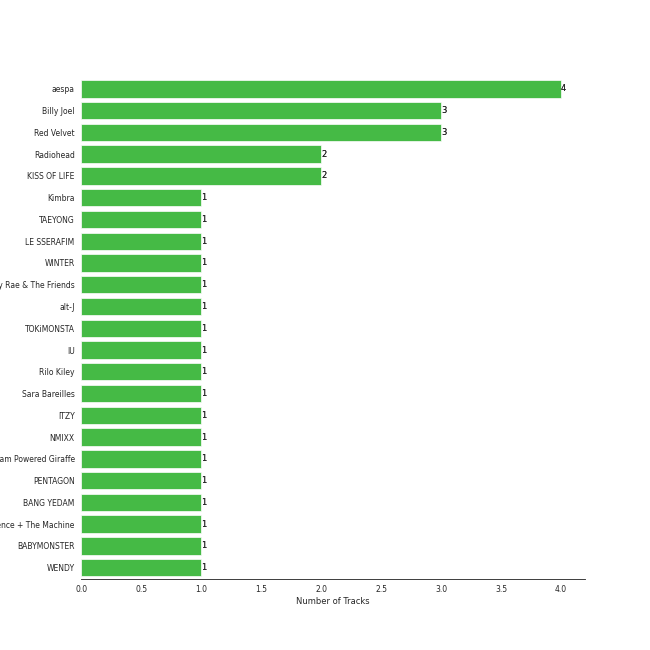 aespa 4
Billy Joel 3
Red Velvet 3
Radiohead 2
KISS OF LIFE 2
Kimbra 1
TAEYONG 1
LE SSERAFIM 1
WINTER 1
y Rae & The Friends 1
alt-J 1
TOKiMONSTA 1
IU 1
Rilo Kiley 1
Sara Bareilles 1
ITZY 1
NMIXX 1
am Powered Giraffe 1
PENTAGON 1
BANG YEDAM 1
ence + The Machine 1
BABYMONSTER 1
WENDY 1
0.0 0.5 1.0 1.5 2.0 2.5 3.0 3.5 4.0
Number of Tracks